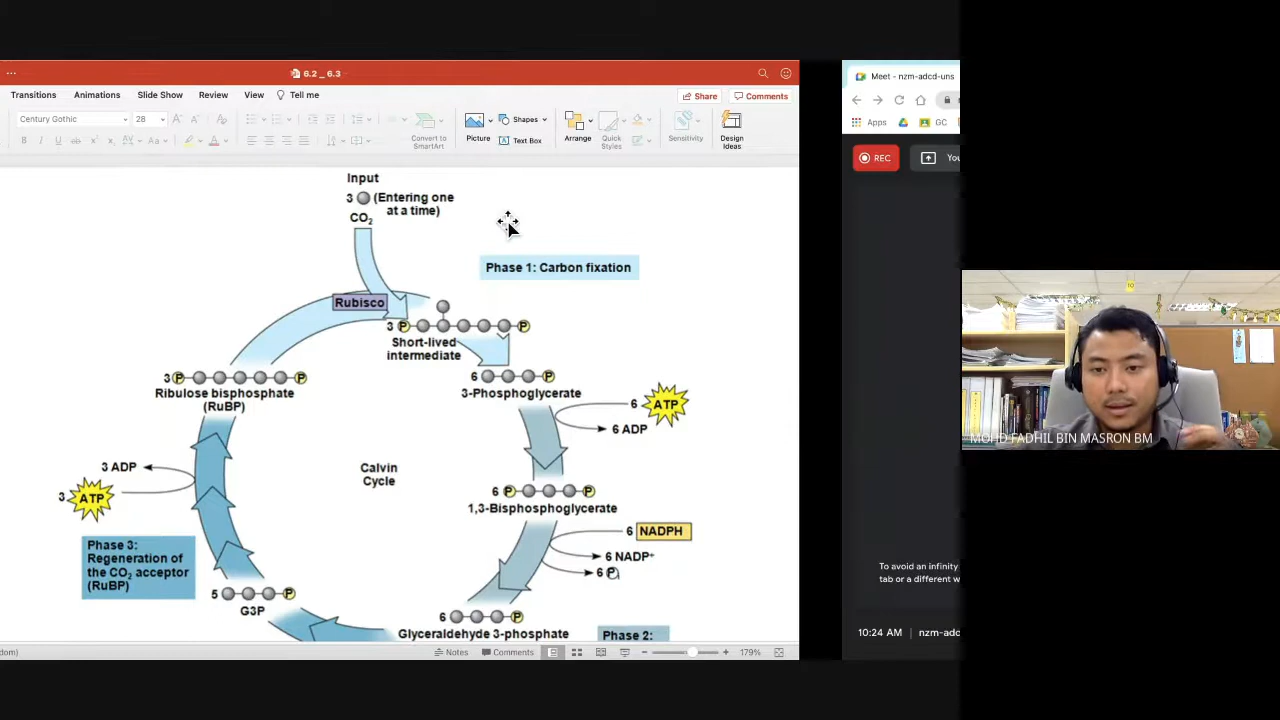 6.2 _ 6.3
Transitions Animations Slide Show Review View Tell me
Share Comments
Century Gothic 28
Convert to
SmartArt
Picture
Shapes
Text Box
Arrange
Quick
Styles
Sensitivity
Design
Ideas
Input
3 (Entering one
at a time)
CO₂
Phase 1: Carbon fixation
Rubisco
3 P P
Short-lived
intermediate
3 P P
Ribulose bisphosphate
(RuBP)
6 P
3-Phosphoglycerate
6 ATP
6 ADP
3 ADP
3 ATP
Calvin
Cycle
6 P P
1,3-Bisphosphoglycerate
6 NADPH
6 NADP⁺
6 Pi
Phase 3:
Regeneration of
the CO₂ acceptor
(RuBP)
5 P
G3P
6 P
Glyceraldehyde 3-phosphate
Phase 2:
dom)
Notes Comments 179%
Meet - nzm-adcd-uns
Apps GC
REC You
To avoid an infinity
tab or a different w
10:24 AM | nzm-adc
MOHD FADHIL BIN MASRON BM